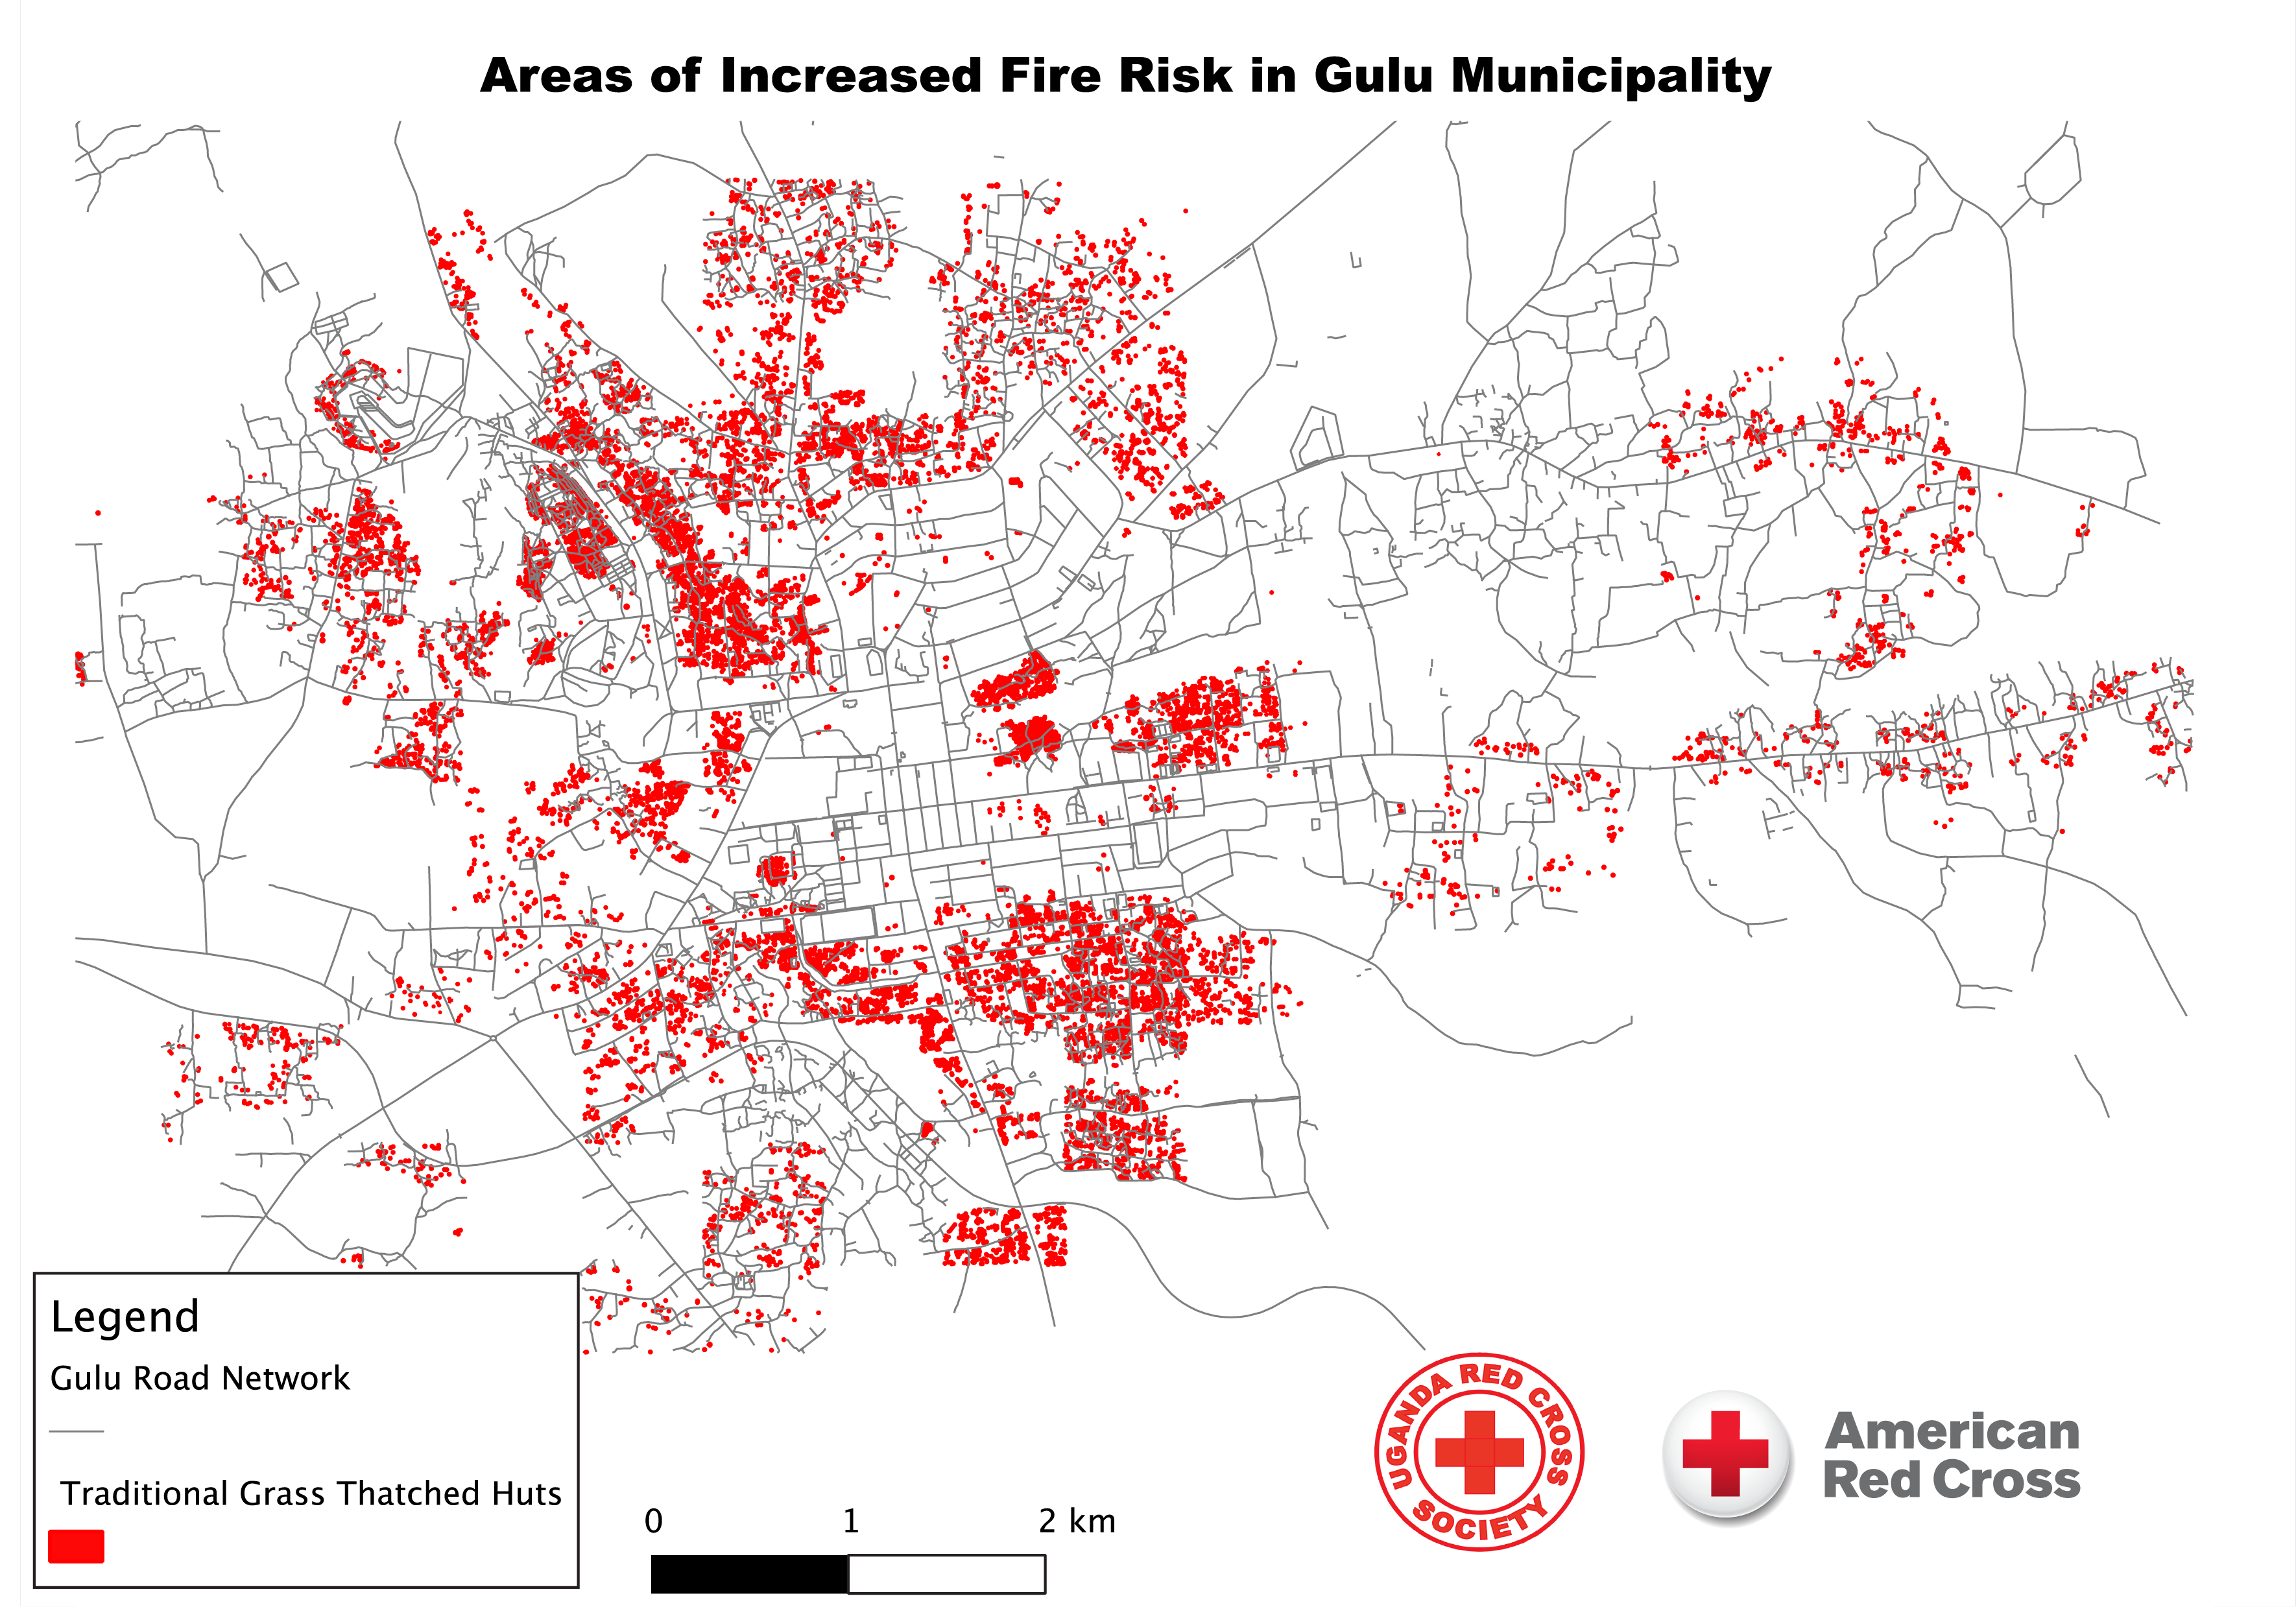 Areas of Increased Fire Risk in Gulu Municipality
Legend
Gulu Road Network
Traditional Grass Thatched Huts
0 1 2 km
UGANDA RED CROSS SOCIETY
American
Red Cross